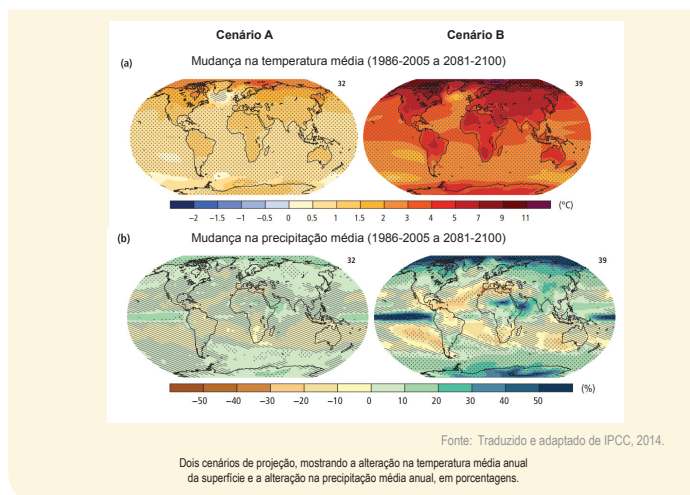 Cenário A
Cenário B
(a) Mudança na temperatura média (1986-2005 a 2081-2100)
32
39
−2 −1,5 −1 −0.5 0 0.5 1 1,5 2 3 4 5 7 9 11 (°C)
(b) Mudança na precipitação média (1986-2005 a 2081-2100)
32
39
−50 −40 −30 −20 −10 0 10 20 30 40 50 (%)
Fonte: Traduzido e adaptado de IPCC, 2014.
Dois cenários de projeção, mostrando a alteração na temperatura média anual
da superfície e a alteração na precipitação média anual, em porcentagens.